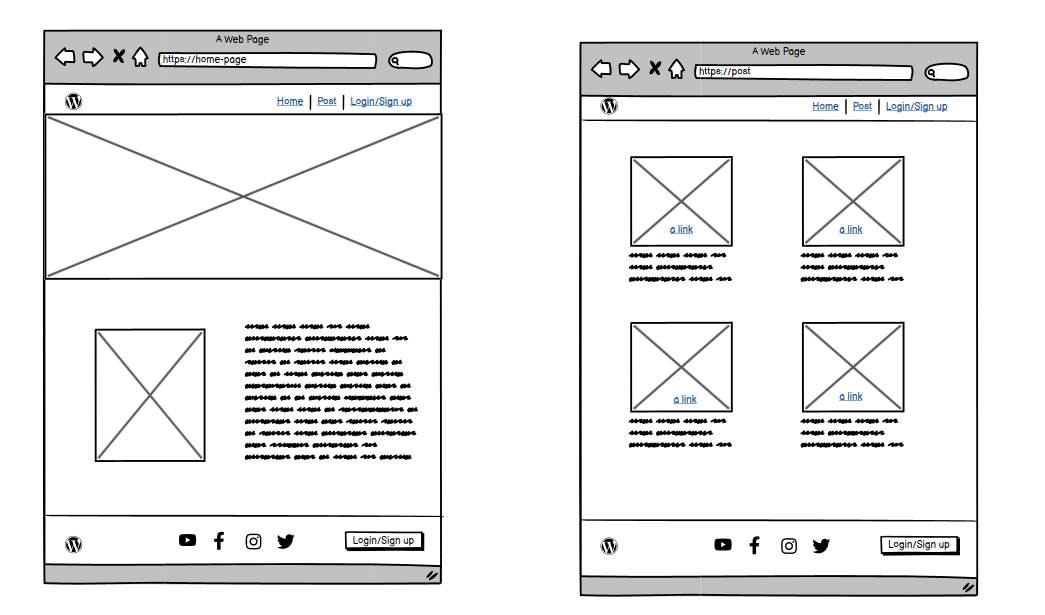 A Web Page
https://home-page
Home | Post | Login/Sign up
Login/Sign up
A Web Page
https://post
Home | Post | Login/Sign up
a link a link
a link a link
Login/Sign up